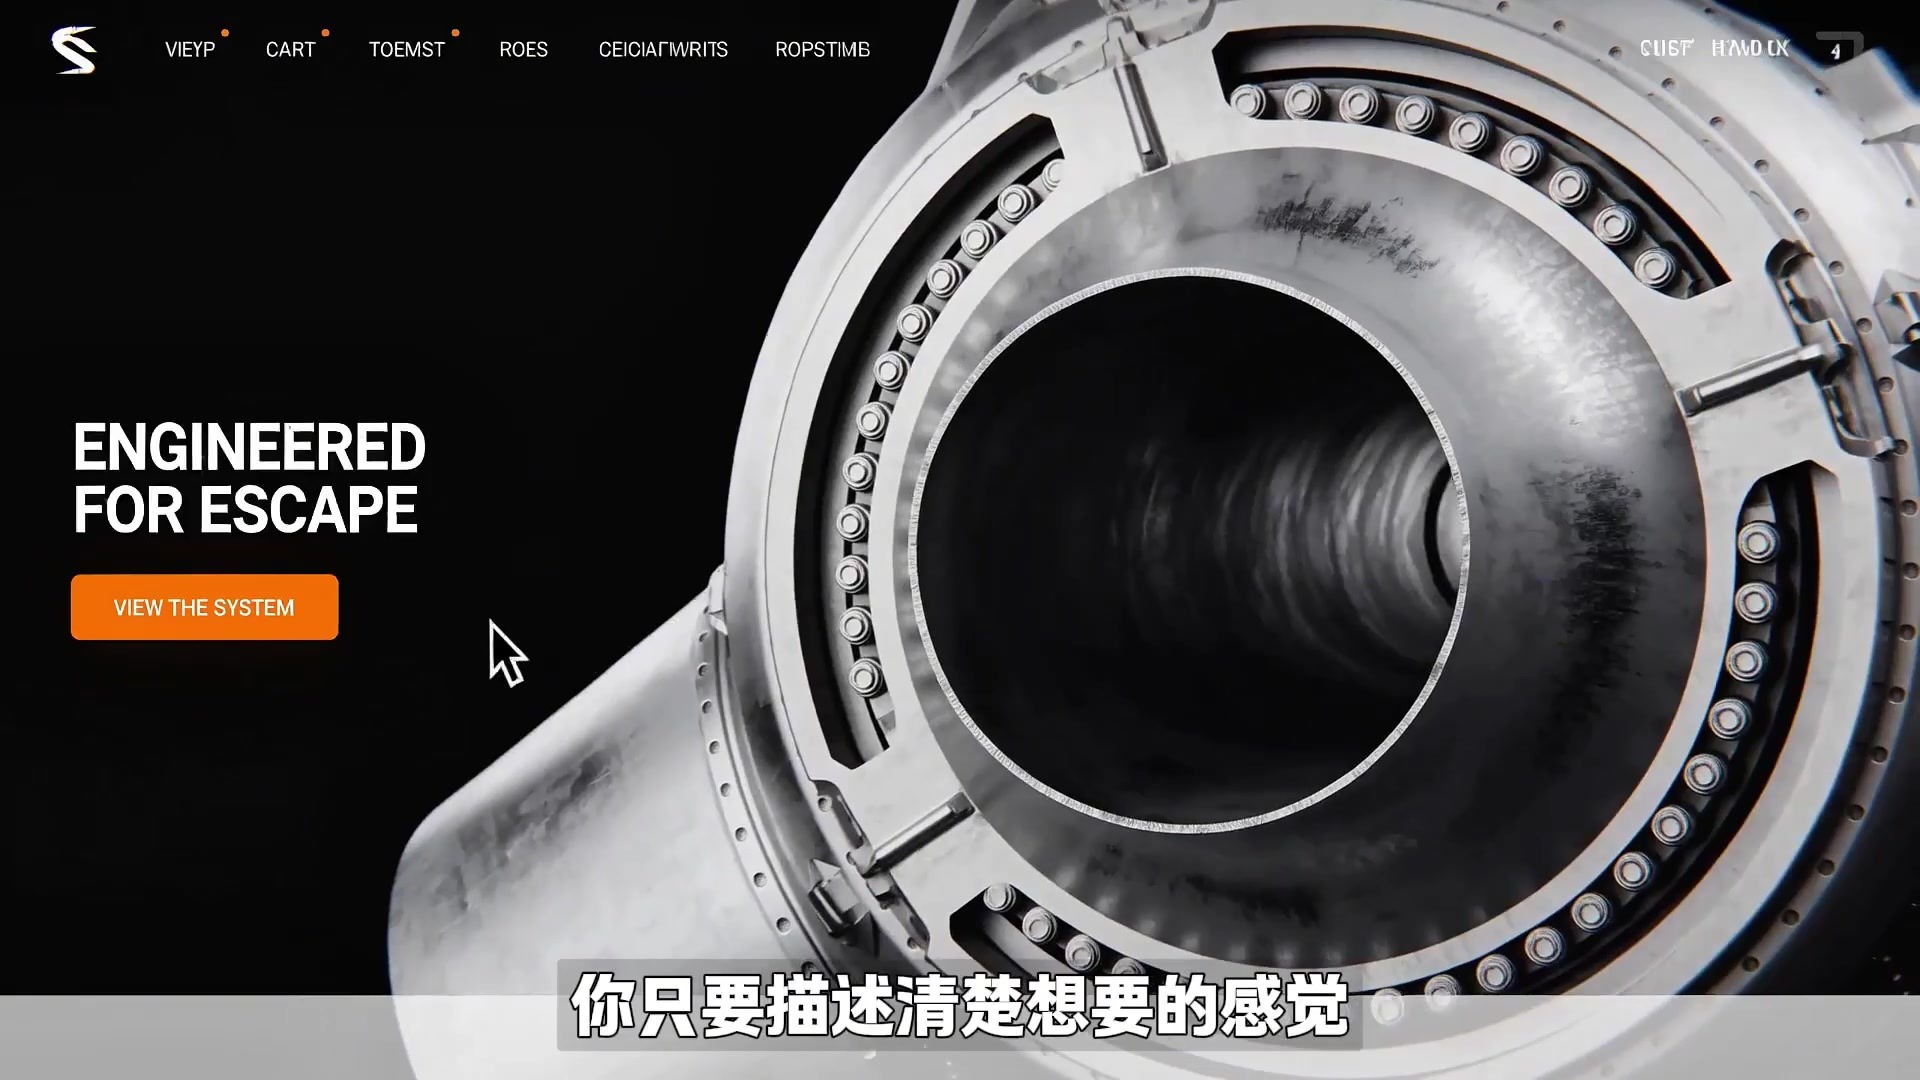 VIEYP
CART
TOEMST
ROES
ROPSTIMB
ENGINEERED
FOR ESCAPE
VIEW THE SYSTEM
4
你只要描述清楚想要的感觉